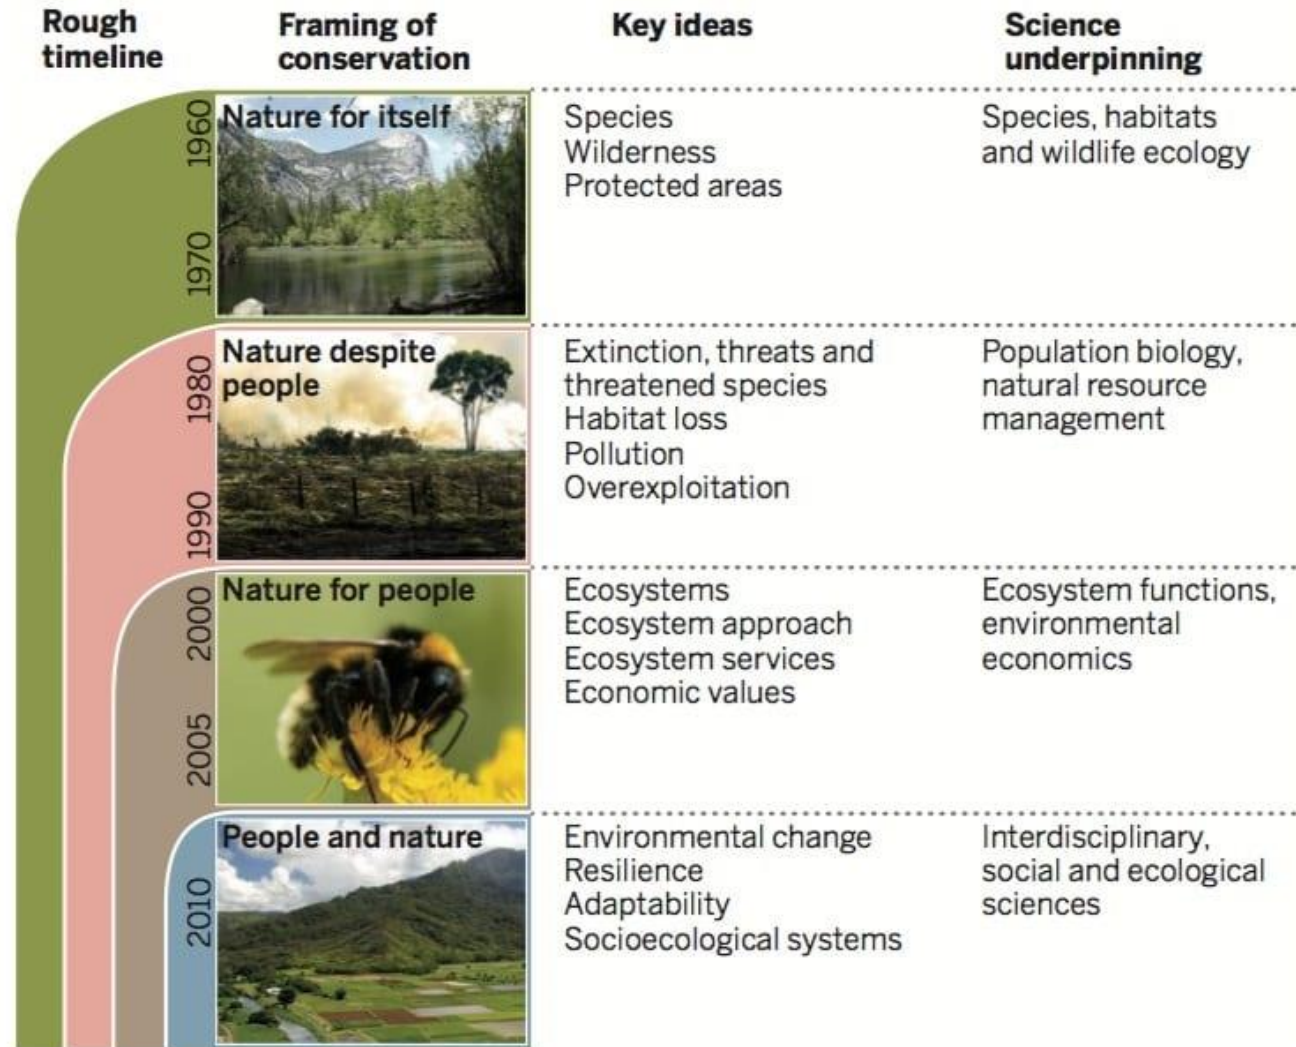 Rough
timeline
Framing of
conservation
Key ideas
Science
underpinning
1960
1970
Nature for itself
Species
Wilderness
Protected areas
Species, habitats
and wildlife ecology
1980
1990
Nature despite
people
Extinction, threats and
threatened species
Habitat loss
Pollution
Overexploitation
Population biology,
natural resource
management
2000
2005
Nature for people
Ecosystems
Ecosystem approach
Ecosystem services
Economic values
Ecosystem functions,
environmental
economics
2010
People and nature
Environmental change
Resilience
Adaptability
Socioecological systems
Interdisciplinary,
social and ecological
sciences